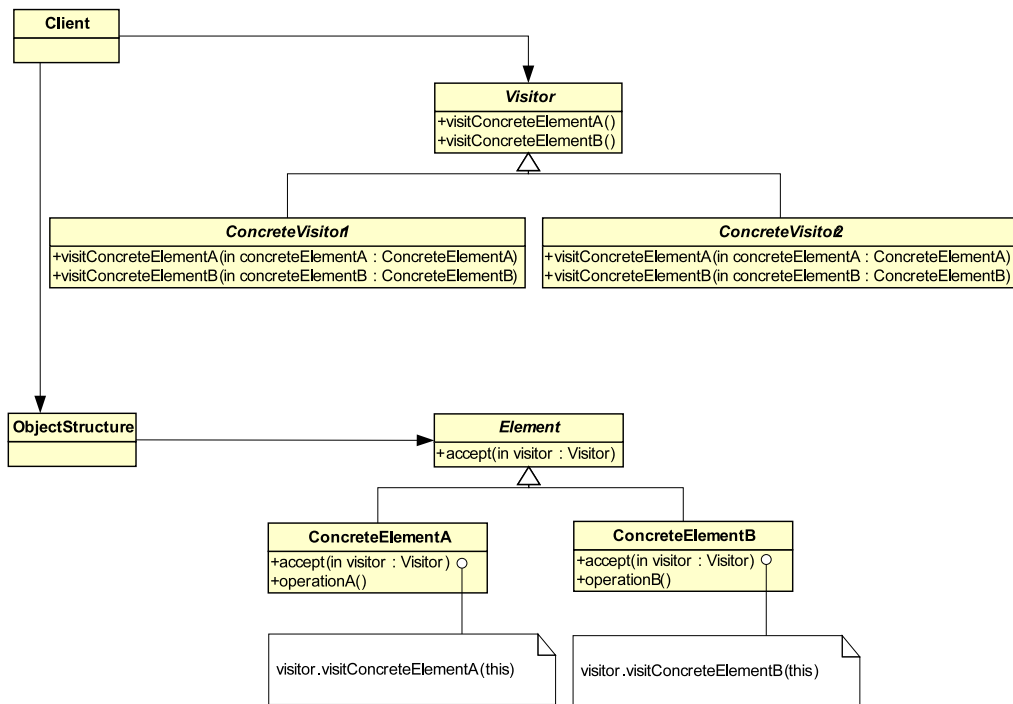 Client
Visitor
+visitConcreteElementA()
+visitConcreteElementB()
ConcreteVisitor1
+visitConcreteElementA(in concreteElementA : ConcreteElementA)
+visitConcreteElementB(in concreteElementB : ConcreteElementB)
ConcreteVisitor2
+visitConcreteElementA(in concreteElementA : ConcreteElementA)
+visitConcreteElementB(in concreteElementB : ConcreteElementB)
ObjectStructure
Element
+accept(in visitor : Visitor)
ConcreteElementA
+accept(in visitor : Visitor)
+operationA()
ConcreteElementB
+accept(in visitor : Visitor)
+operationB()
visitor.visitConcreteElementA(this)
visitor.visitConcreteElementB(this)